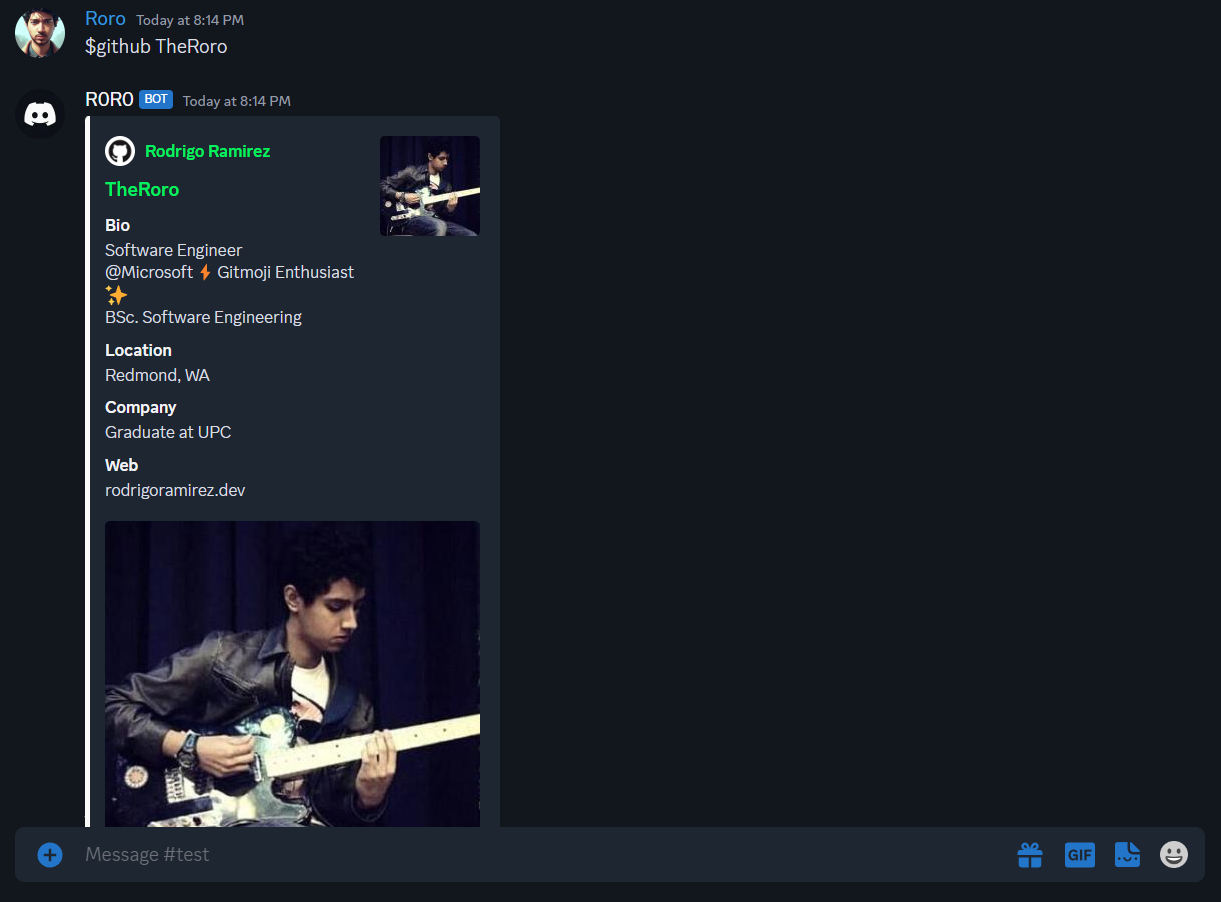 Roro Today at 8:14 PM
$github TheRoro
R0R0 BOT Today at 8:14 PM
Rodrigo Ramirez
TheRoro
Bio
Software Engineer
@Microsoft ⚡ Gitmoji Enthusiast
✨
BSc. Software Engineering
Location
Redmond, WA
Company
Graduate at UPC
Web
rodrigoramirez.dev
Message #test
GIF